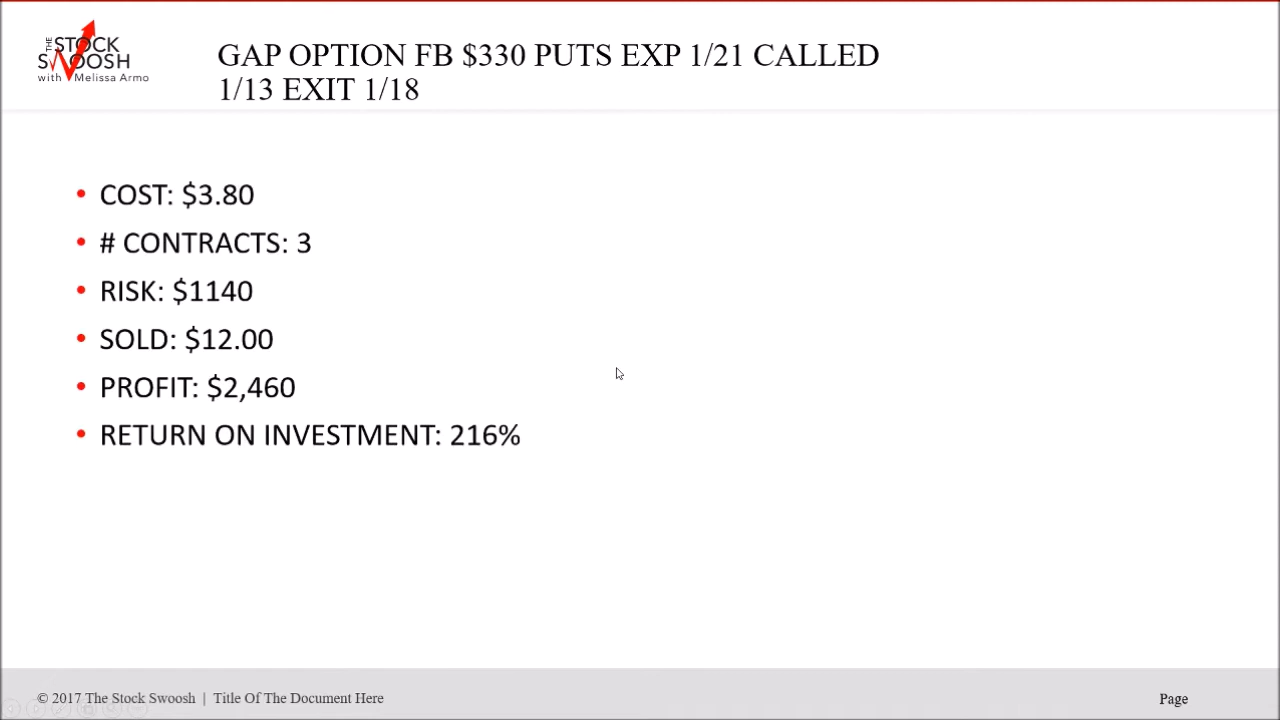 THE
STOCK
SWOOSH
with Melissa Armo
GAP OPTION FB $330 PUTS EXP 1/21 CALLED
1/13 EXIT 1/18
• COST: $3.80
• # CONTRACTS: 3
• RISK: $1140
• SOLD: $12.00
• PROFIT: $2,460
• RETURN ON INVESTMENT: 216%
© 2017 The Stock Swoosh | Title Of The Document Here
Page